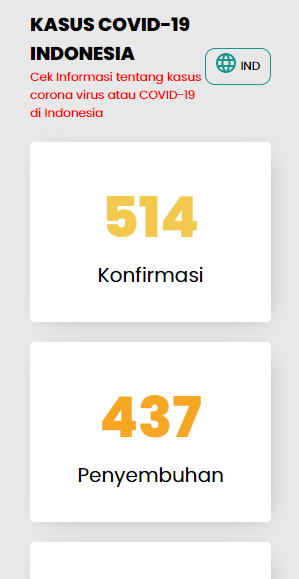 KASUS COVID-19
INDONESIA
Cek Informasi tentang kasus
corona virus atau COVID-19
di Indonesia
IND
514
Konfirmasi
437
Penyembuhan